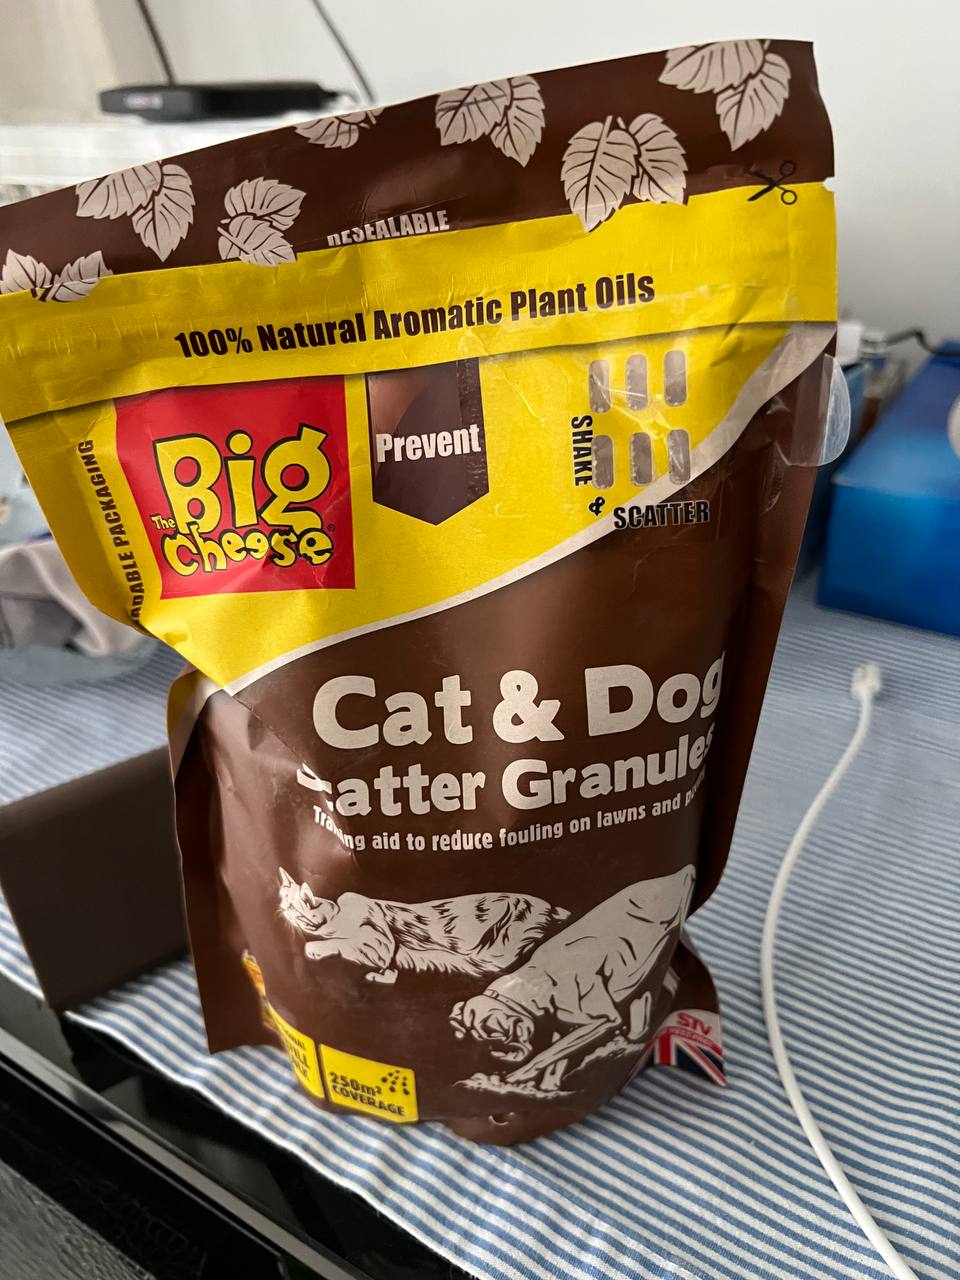 RESEALABLE
100% Natural Aromatic Plant Oils
The Big
Cheese®
Prevent
SHAKE
&
SCATTER
PACKAGING
Cat & Dog
Scatter Granules
Training aid to reduce fouling on lawns and
250m²
COVERAGE
STV